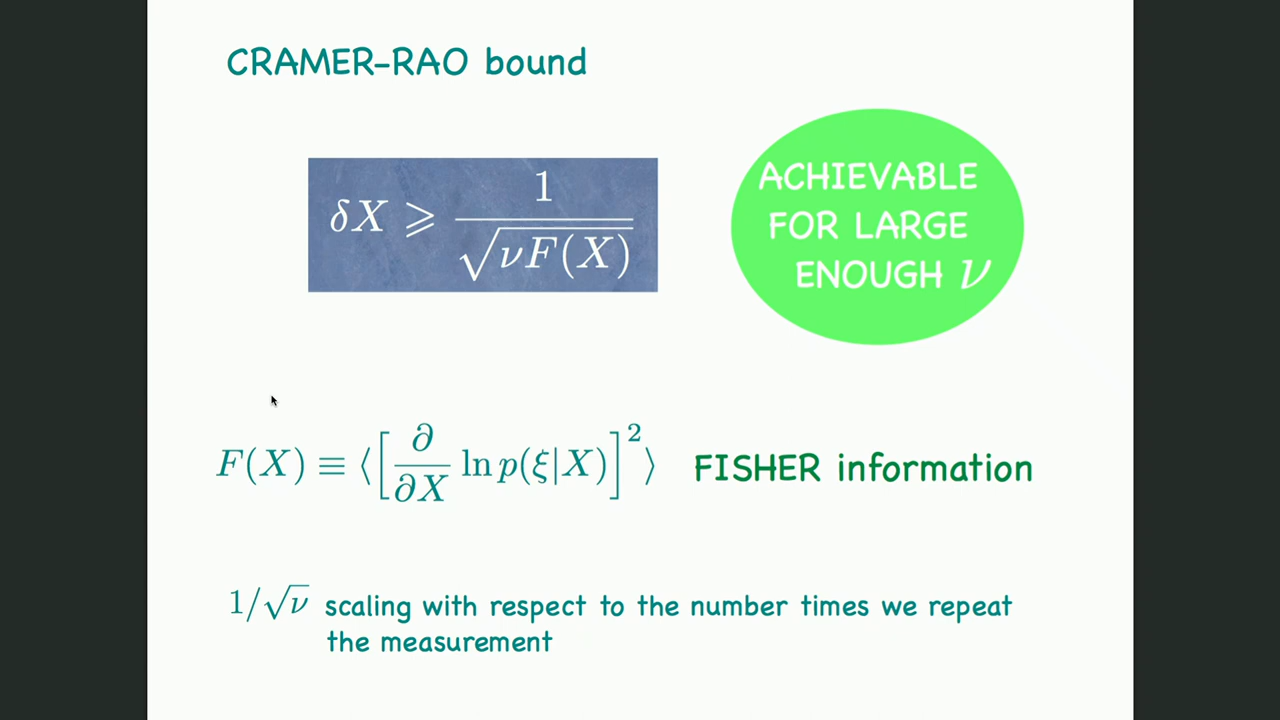 CRAMER-RAO bound
δX ⩾ 1/√(νF(X))
ACHIEVABLE
FOR LARGE
ENOUGH ν
F(X) ≡ ⟨[∂/∂X ln p(ξ|X)]²⟩ FISHER information
1/√ν scaling with respect to the number times we repeat
the measurement